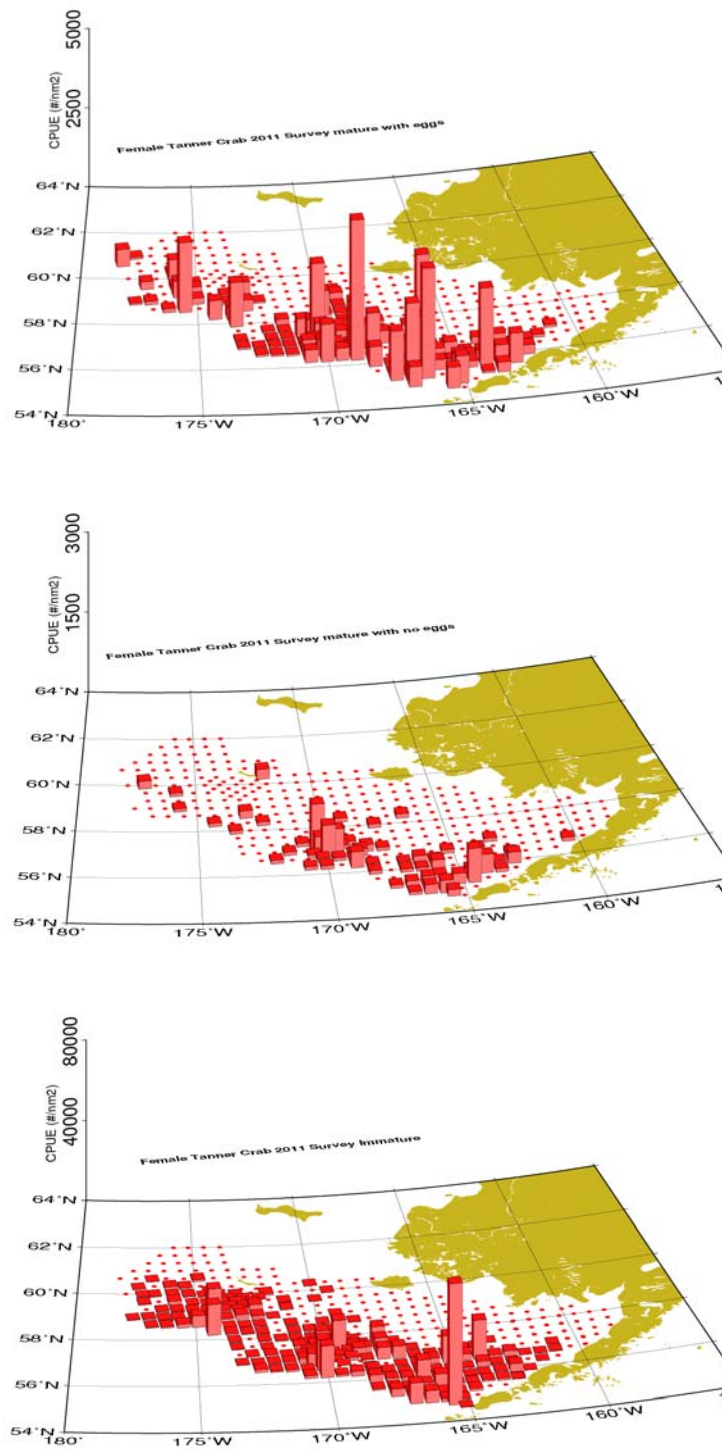 5000
2500
CPUE (#/nm2)
Female Tanner Crab 2011 Survey mature with eggs
64°N
62°N
60°N
58°N
56°N
54°N
180°
175°W
170°W
165°W
160°W
3000
1500
CPUE (#/nm2)
Female Tanner Crab 2011 Survey mature with no eggs
64°N
62°N
60°N
58°N
56°N
54°N
180°
175°W
170°W
165°W
160°W
80000
40000
CPUE (#/nm2)
Female Tanner Crab 2011 Survey Immature
64°N
62°N
60°N
58°N
56°N
54°N
180°
175°W
170°W
165°W
160°W